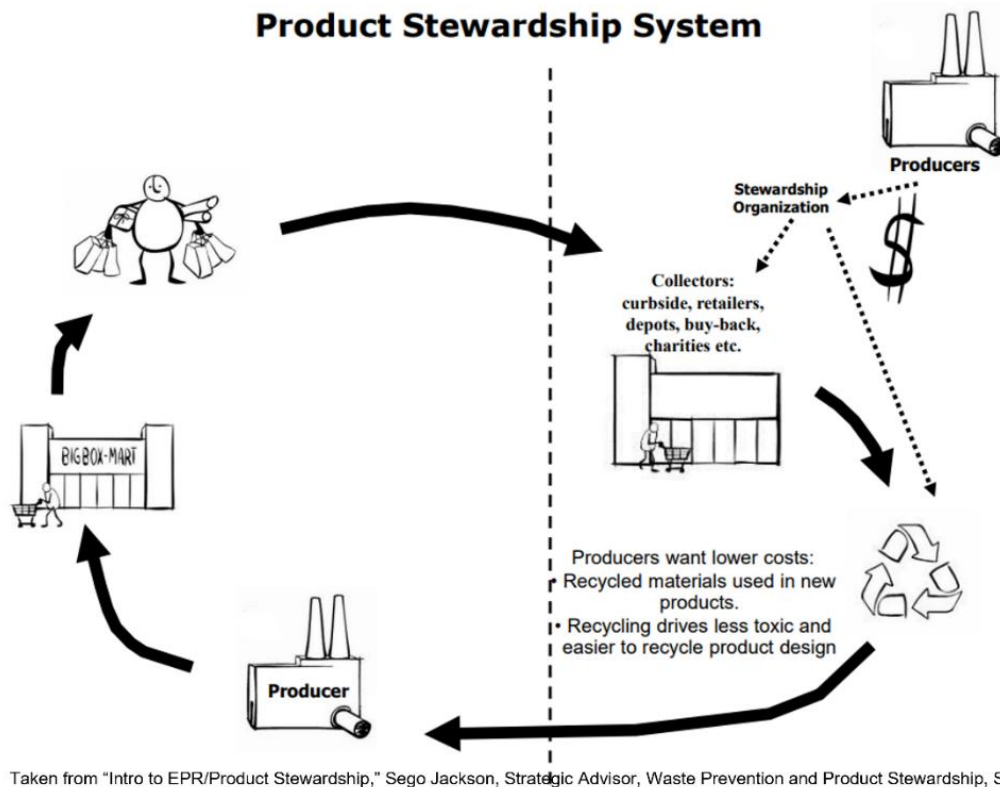 Product Stewardship System
Producers
Stewardship
Organization
$
Collectors:
curbside, retailers,
depots, buy-back,
charities etc.
BIGBOX-MART
Producers want lower costs:
• Recycled materials used in new
products.
• Recycling drives less toxic and
easier to recycle product design
Producer
Taken from “Intro to EPR/Product Stewardship,” Sego Jackson, Strategic Advisor, Waste Prevention and Product Stewardship, S